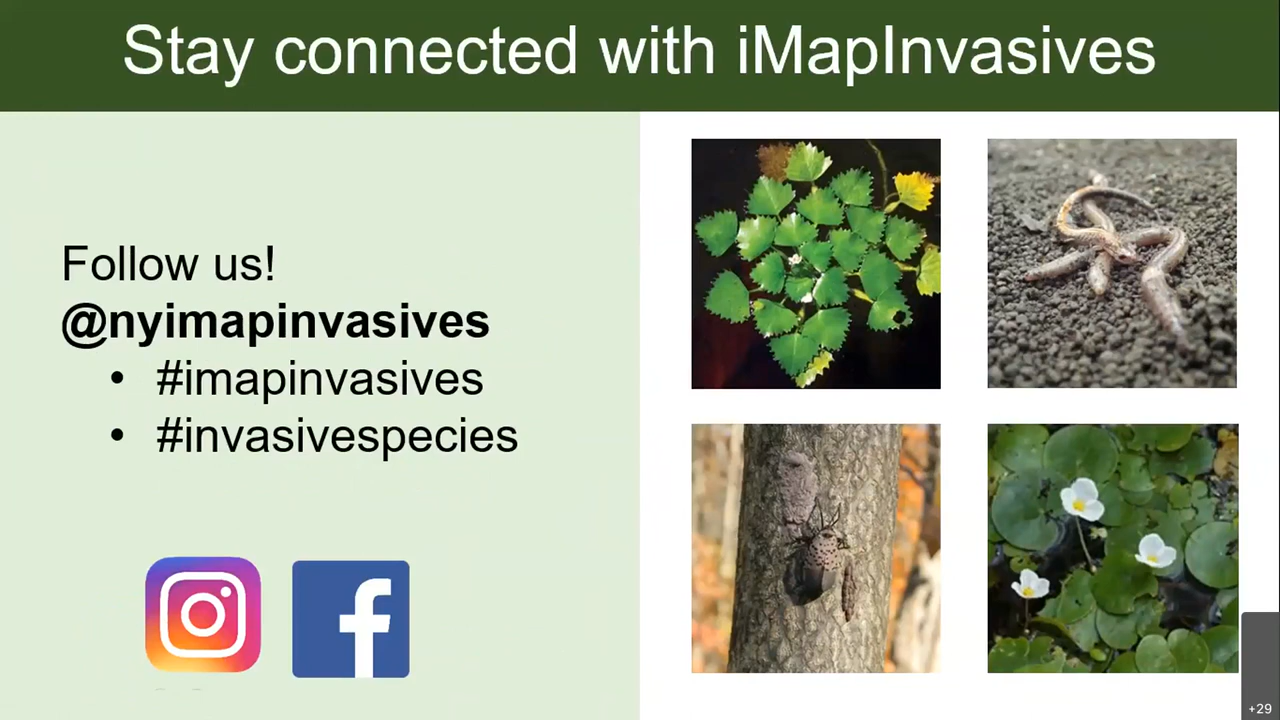 Stay connected with iMapInvasives
Follow us!
@nyimapinvasives
• #imapinvasives
• #invasivespecies
+29